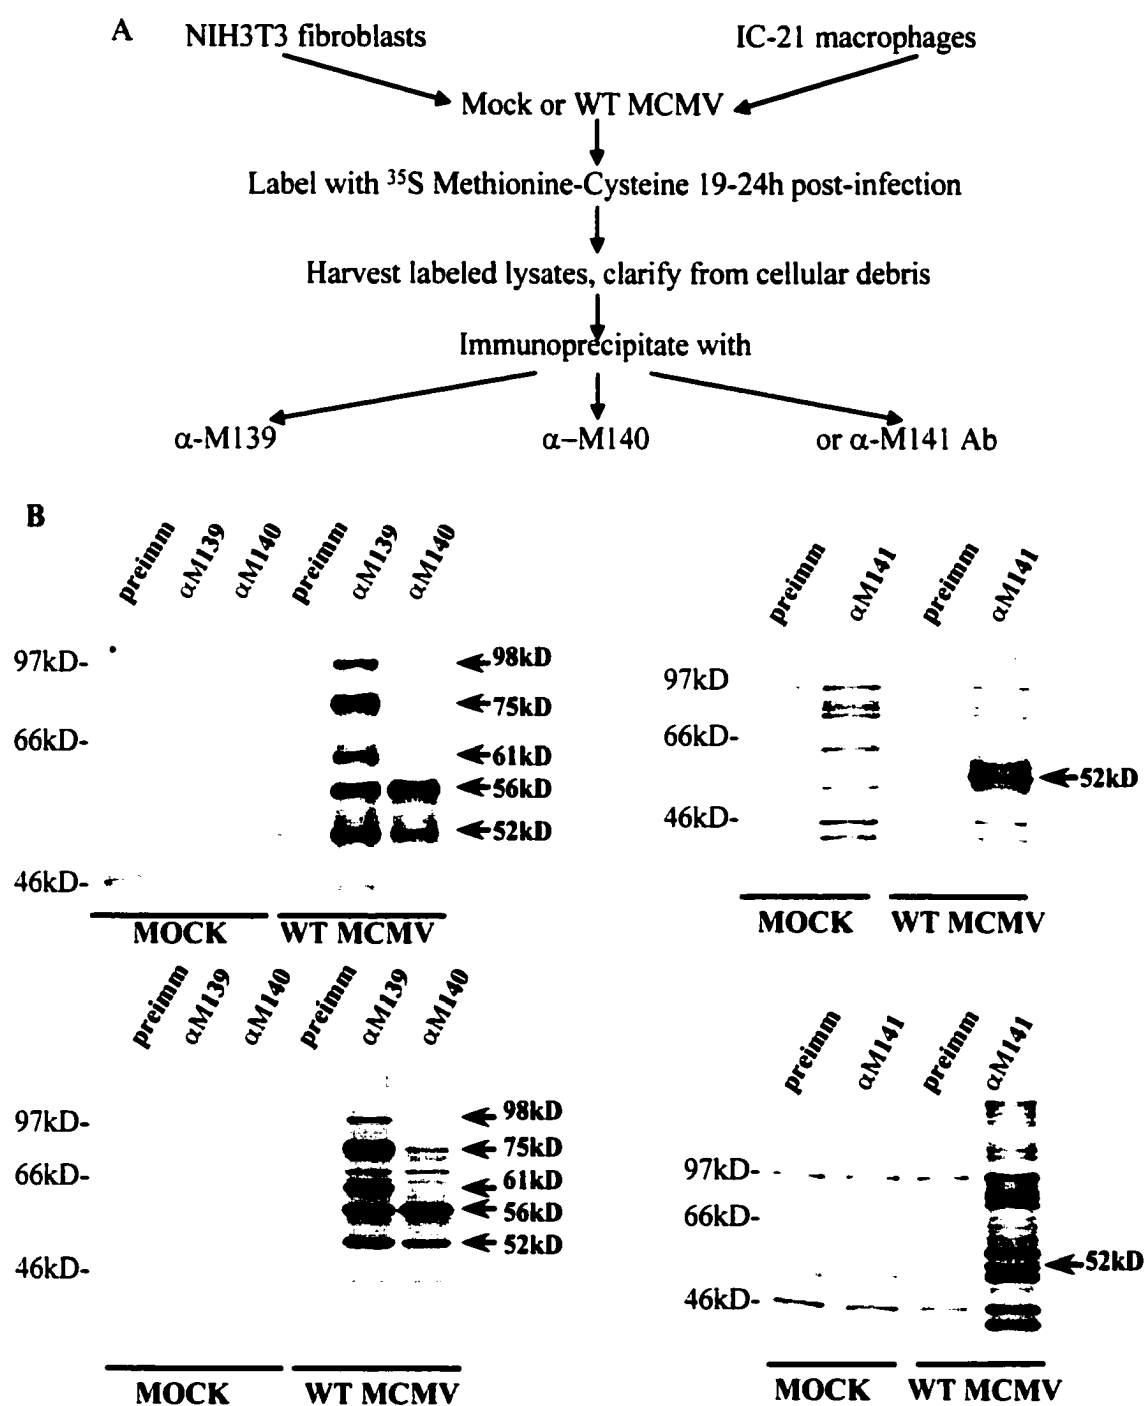 A NIH3T3 fibroblasts IC-21 macrophages
Mock or WT MCMV
Label with ³⁵S Methionine-Cysteine 19-24h post-infection
Harvest labeled lysates, clarify from cellular debris
Immunoprecipitate with
α-M139 α–M140 or α-M141 Ab
B
preimm αM139 αM140 preimm αM139 αM140
97kD-
66kD-
46kD-
98kD
75kD
61kD
56kD
52kD
MOCK WT MCMV
preimm αM141 preimm αM141
97kD
66kD-
46kD-
52kD
MOCK WT MCMV
preimm αM139 αM140 preimm αM139 αM140
97kD-
66kD-
46kD-
98kD
75kD
61kD
56kD
52kD
MOCK WT MCMV
preimm αM141 preimm αM141
97kD-
66kD-
46kD-
52kD
MOCK WT MCMV